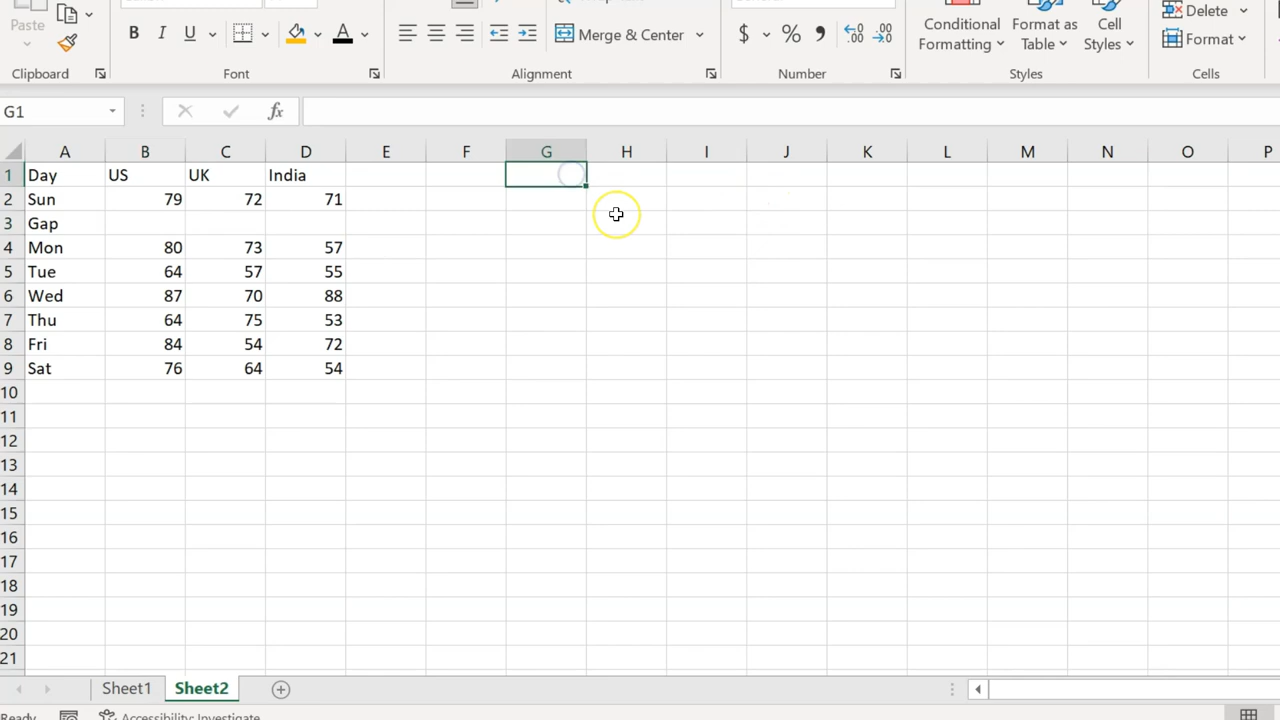 Paste
Delete
B I U A
Merge & Center
$ % ,
Conditional Formatting
Format as Table
Cell Styles
Format
Clipboard Font Alignment Number Styles Cells
G1 fx
A B C D E F G H I J K L M N O P
1 Day US UK India
2 Sun 79 72 71
3 Gap
4 Mon 80 73 57
5 Tue 64 57 55
6 Wed 87 70 88
7 Thu 64 75 53
8 Fri 84 54 72
9 Sat 76 64 54
10
11
12
13
14
15
16
17
18
19
20
21
Sheet1 Sheet2
Ready Accessibility: Investigate